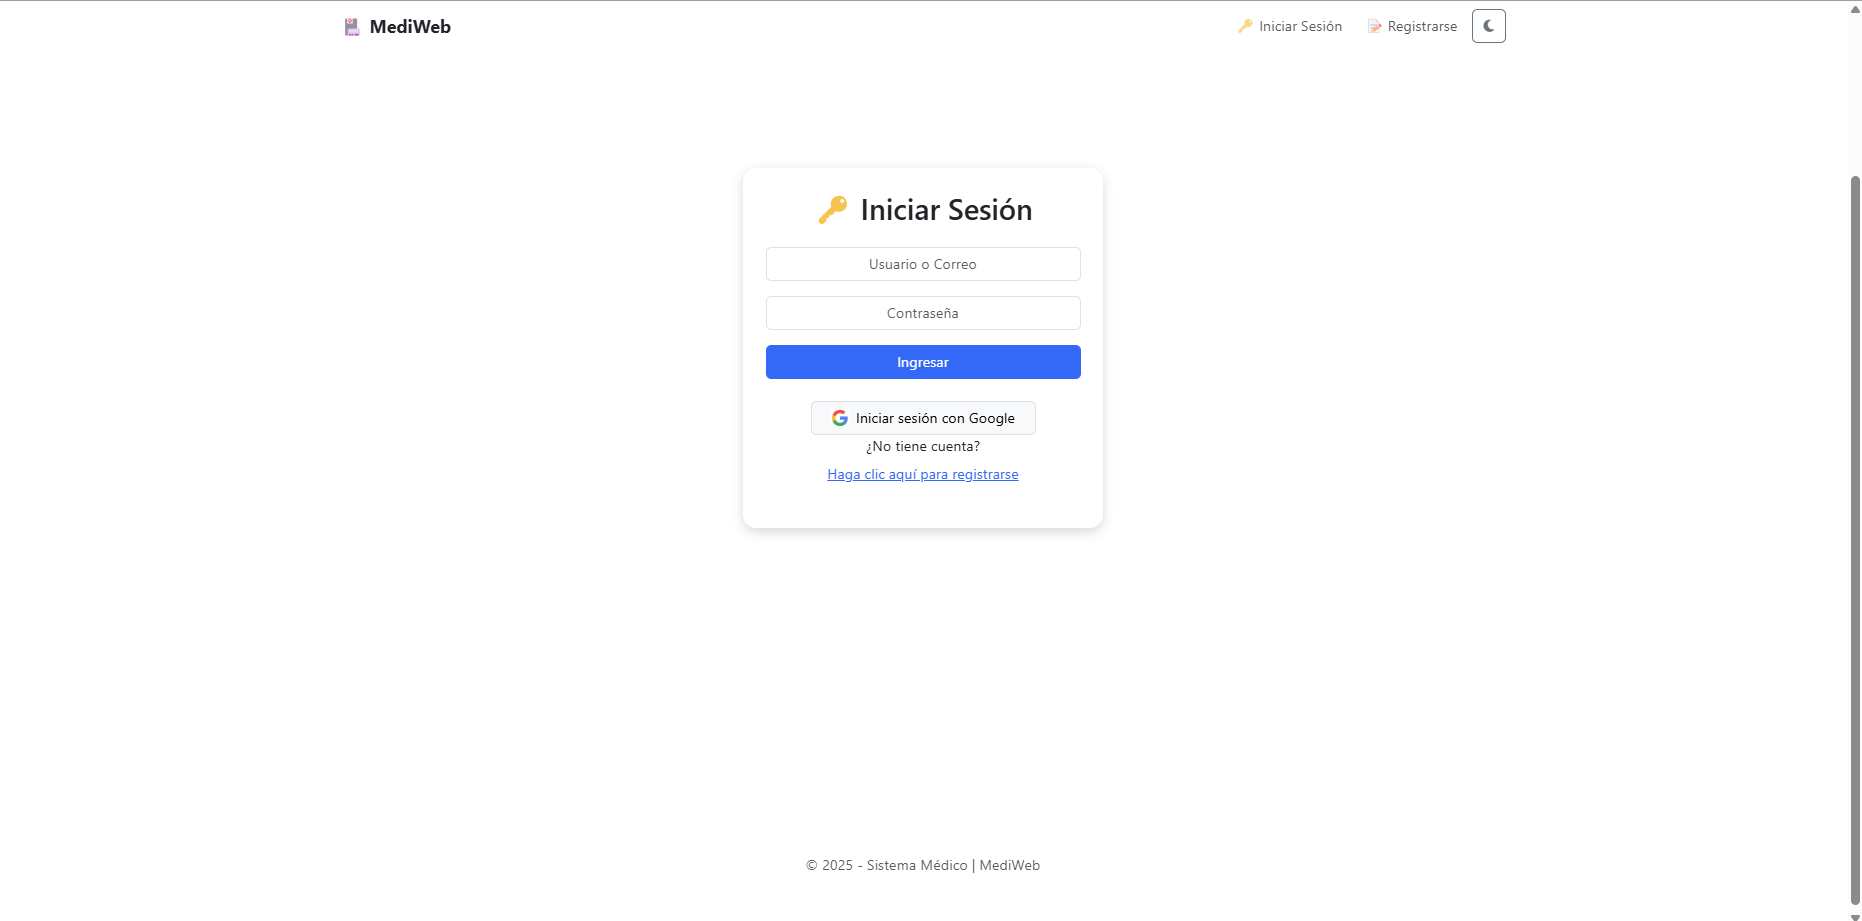 MediWeb
Iniciar Sesión
Registrarse
Iniciar Sesión
Usuario o Correo
Contraseña
Ingresar
Iniciar sesión con Google
¿No tiene cuenta?
Haga clic aquí para registrarse
© 2025 - Sistema Médico | MediWeb